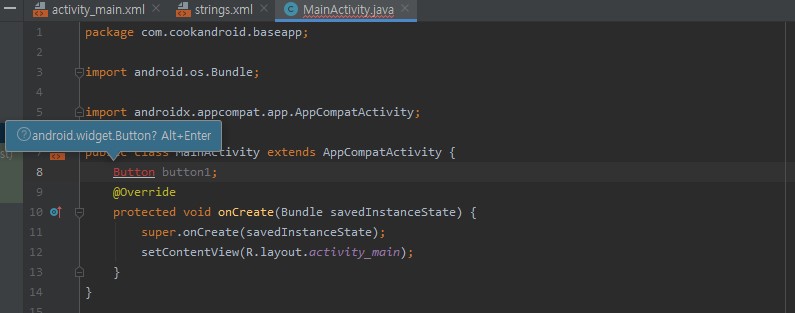 activity_main.xml strings.xml MainActivity.java
1 package com.cookandroid.baseapp;
2
3 import android.os.Bundle;
4
5 import androidx.appcompat.app.AppCompatActivity;
android.widget.Button? Alt+Enter
7 public class MainActivity extends AppCompatActivity {
8 Button button1;
9 @Override
10 protected void onCreate(Bundle savedInstanceState) {
11 super.onCreate(savedInstanceState);
12 setContentView(R.layout.activity_main);
13 }
14 }
15